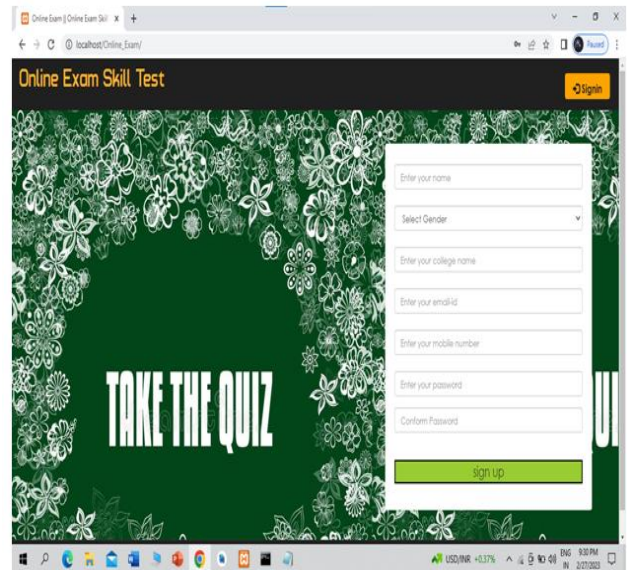 Online Exam || Online Exam Skill x +
localhost/Online_Exam/
Paused
Online Exam Skill Test
Signin
Enter your name
Select Gender
Enter your college name
Enter your email-id
Enter your mobile number
Enter your password
Conform Password
sign up
TAKE THE QUIZ
QUI
USD/INR +0.37%
ENG
IN
9:30 PM
2/27/2023